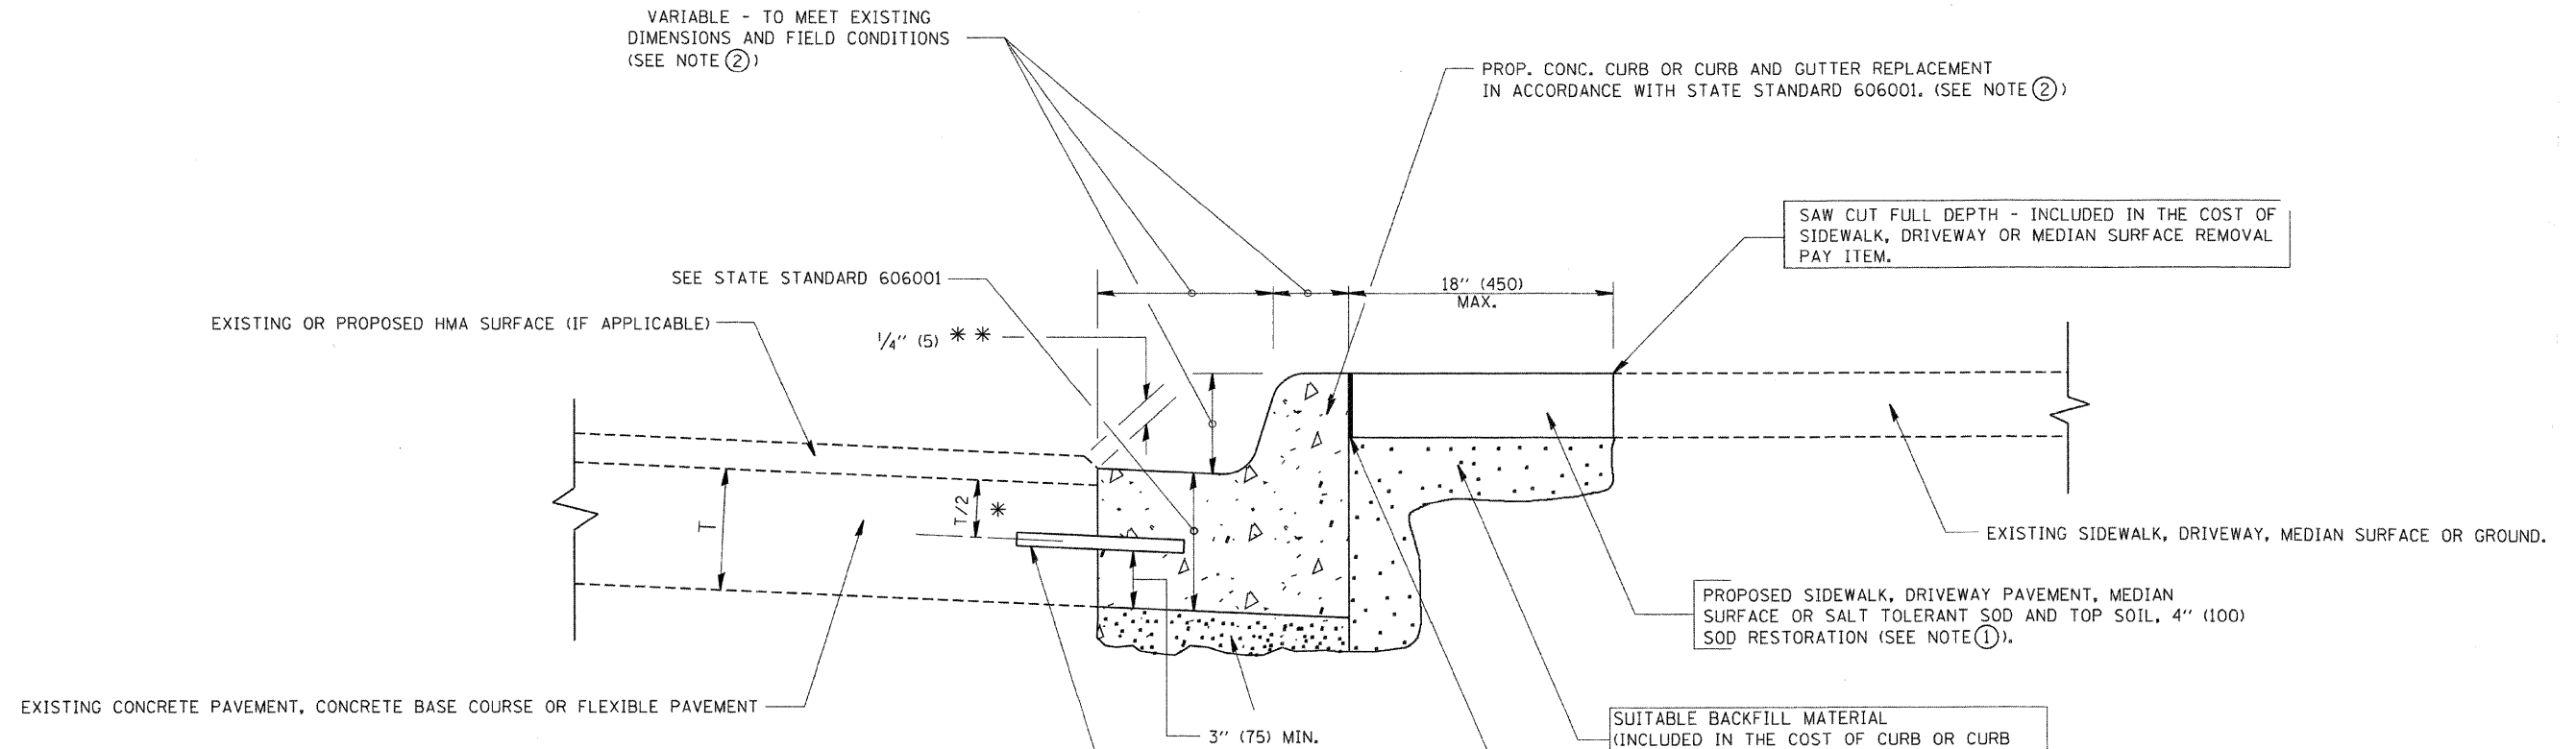 VARIABLE - TO MEET EXISTING
DIMENSIONS AND FIELD CONDITIONS
(SEE NOTE ②)
PROP. CONC. CURB OR CURB AND GUTTER REPLACEMENT
IN ACCORDANCE WITH STATE STANDARD 606001. (SEE NOTE ②)
SAW CUT FULL DEPTH - INCLUDED IN THE COST OF
SIDEWALK, DRIVEWAY OR MEDIAN SURFACE REMOVAL
PAY ITEM.
SEE STATE STANDARD 606001
18" (450)
MAX.
EXISTING OR PROPOSED HMA SURFACE (IF APPLICABLE)
1/4" (5) * *
T
T/2 *
EXISTING SIDEWALK, DRIVEWAY, MEDIAN SURFACE OR GROUND.
PROPOSED SIDEWALK, DRIVEWAY PAVEMENT, MEDIAN
SURFACE OR SALT TOLERANT SOD AND TOP SOIL, 4" (100)
SOD RESTORATION (SEE NOTE ①).
EXISTING CONCRETE PAVEMENT, CONCRETE BASE COURSE OR FLEXIBLE PAVEMENT
3" (75) MIN.
SUITABLE BACKFILL MATERIAL
(INCLUDED IN THE COST OF CURB OR CURB